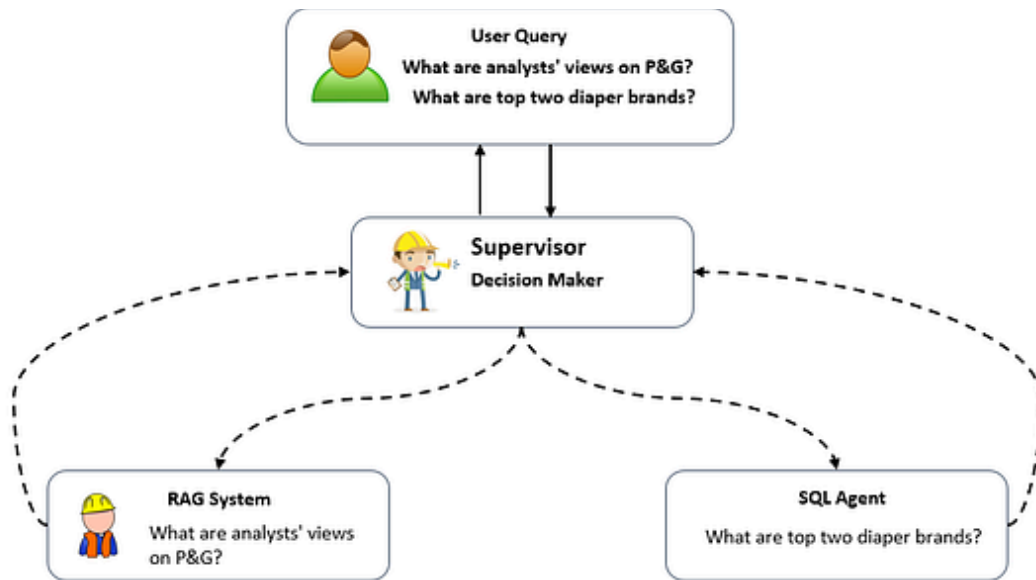 User Query
What are analysts' views on P&G?
What are top two diaper brands?
Supervisor
Decision Maker
RAG System
What are analysts' views
on P&G?
SQL Agent
What are top two diaper brands?